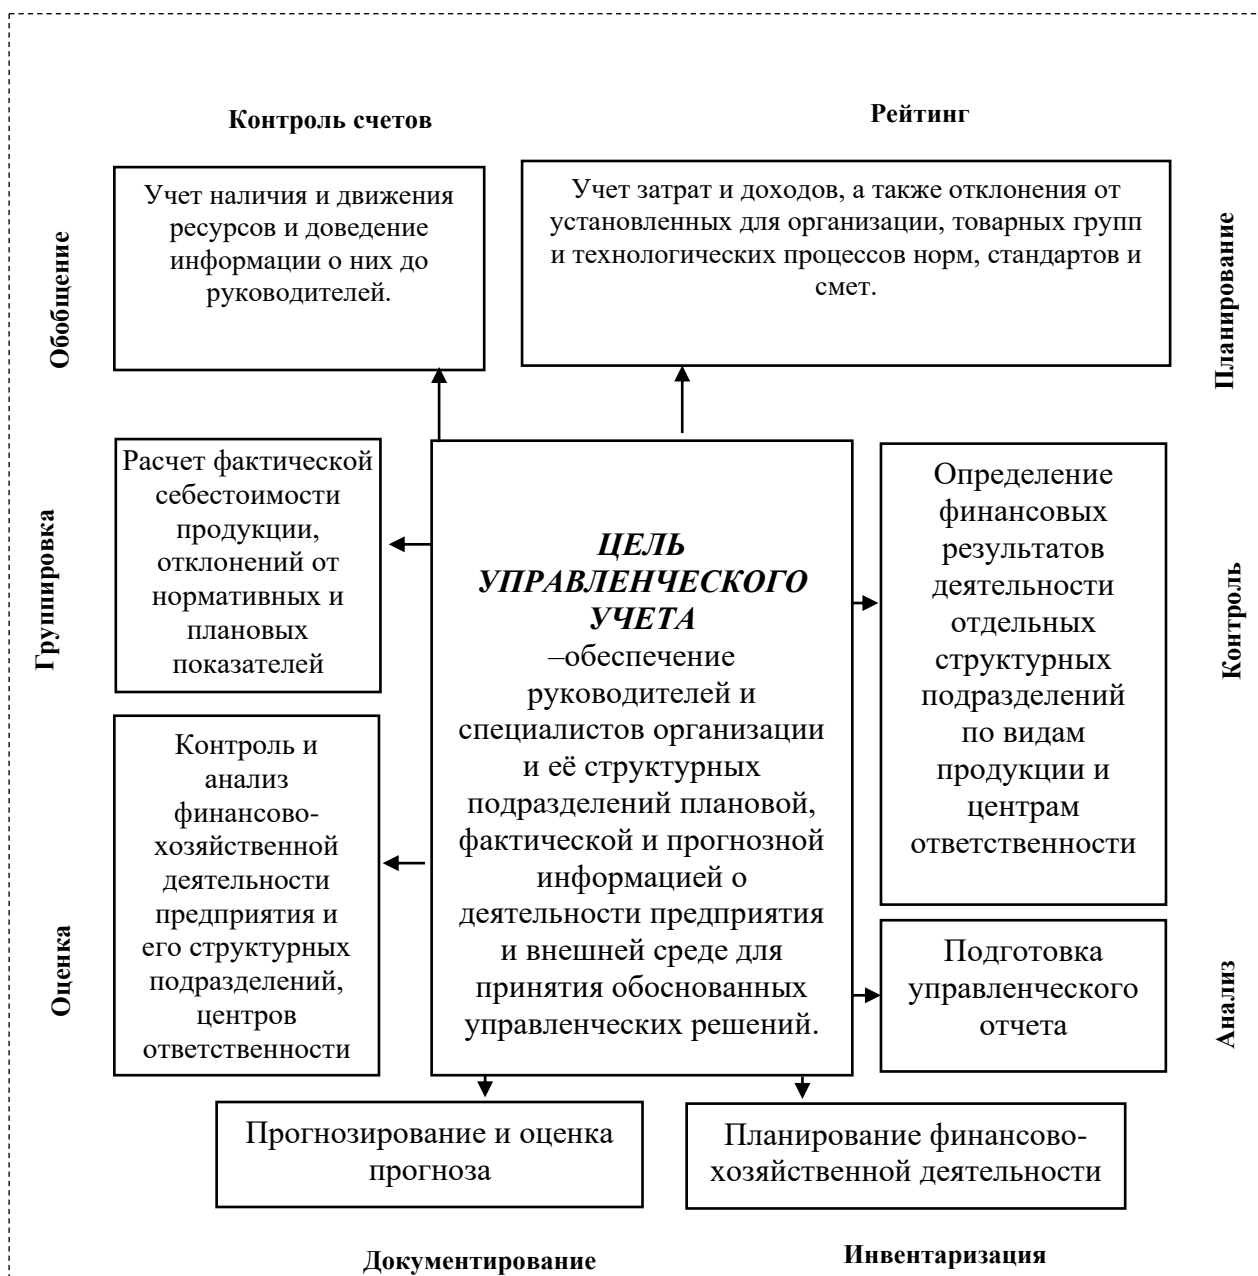 Контроль счетов
Рейтинг
Учет наличия и движения
ресурсов и доведение
информации о них до
руководителей.
Учет затрат и доходов, а также отклонения от
установленных для организации, товарных групп
и технологических процессов норм, стандартов и
смет.
Обобщение
Планирование
Расчет фактической
себестоимости
продукции,
отклонений от
нормативных и
плановых
показателей
Группировка
ЦЕЛЬ
УПРАВЛЕНЧЕСКОГО
УЧЕТА
–обеспечение
руководителей и
специалистов организации
и её структурных
подразделений плановой,
фактической и прогнозной
информацией о
деятельности предприятия
и внешней среде для
принятия обоснованных
управленческих решений.
Определение
финансовых
результатов
деятельности
отдельных
структурных
подразделений
по видам
продукции и
центрам
ответственности
Контроль
Контроль и
анализ
финансово-
хозяйственной
деятельности
предприятия и
его структурных
подразделений,
центров
ответственности
Оценка
Подготовка
управленческого
отчета
Анализ
Прогнозирование и оценка
прогноза
Планирование финансово-
хозяйственной деятельности
Документирование
Инвентаризация